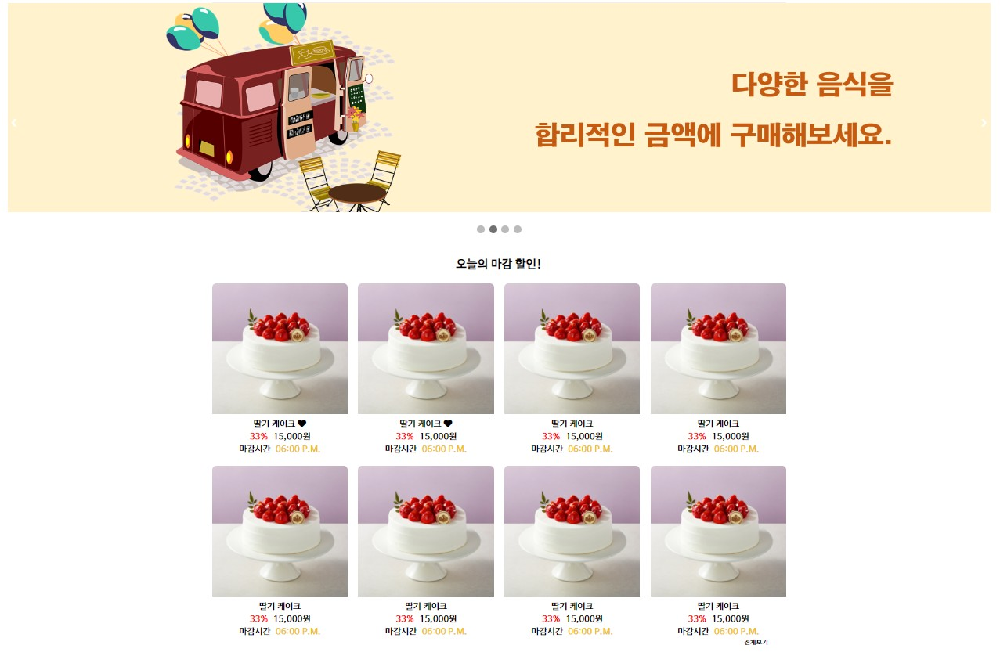 다양한 음식을
합리적인 금액에 구매해보세요.
오늘의 마감 할인!
딸기 케이크
33% 15,000원
마감시간 06:00 P.M.
딸기 케이크
33% 15,000원
마감시간 06:00 P.M.
딸기 케이크
33% 15,000원
마감시간 06:00 P.M.
딸기 케이크
33% 15,000원
마감시간 06:00 P.M.
딸기 케이크
33% 15,000원
마감시간 06:00 P.M.
딸기 케이크
33% 15,000원
마감시간 06:00 P.M.
딸기 케이크
33% 15,000원
마감시간 06:00 P.M.
딸기 케이크
33% 15,000원
마감시간 06:00 P.M.
전체보기